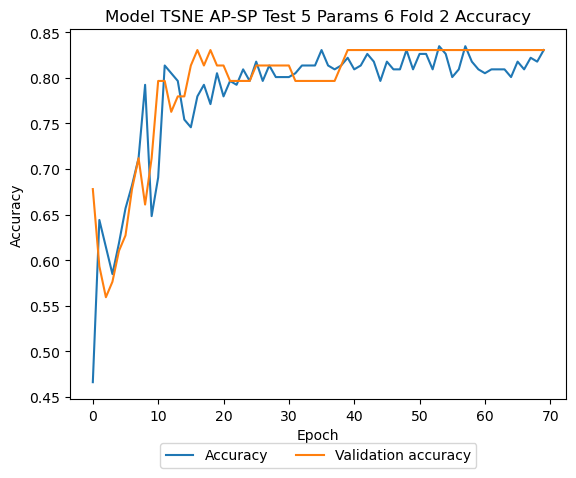 Model TSNE AP-SP Test 5 Params 6 Fold 2 Accuracy
0.85
0.80
0.75
0.70
0.65
0.60
0.55
0.50
0.45
Accuracy
0 10 20 30 40 50 60 70
Epoch
Accuracy Validation accuracy